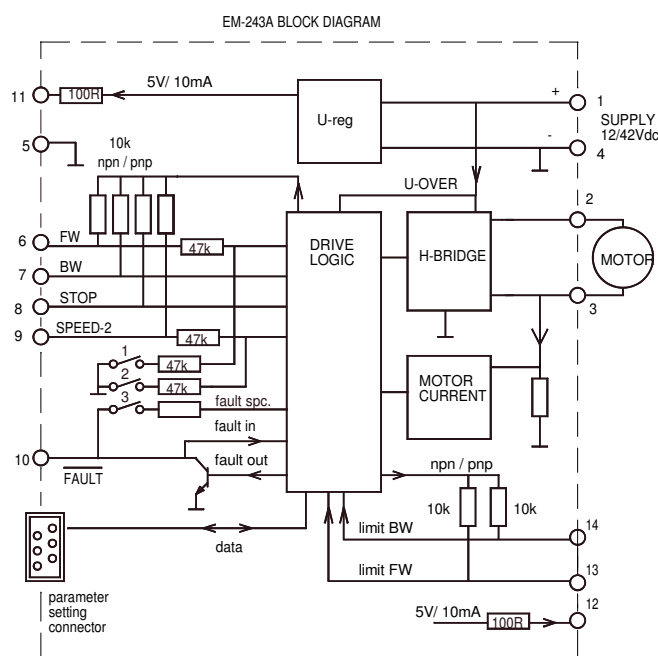 EM-243A BLOCK DIAGRAM
11
100R
5V/ 10mA
U-reg
+
1
SUPPLY
12/42Vdc
-
4
5
10k
npn / pnp
U-OVER
2
6
FW
47k
DRIVE
LOGIC
H-BRIDGE
MOTOR
7
BW
8
STOP
3
9
SPEED-2
47k
1
47k
2
47k
3
fault spc.
MOTOR
CURRENT
fault in
10
FAULT
fault out
npn / pnp
10k
10k
data
limit BW
14
limit FW
13
parameter
setting
connector
5V/ 10mA
100R
12